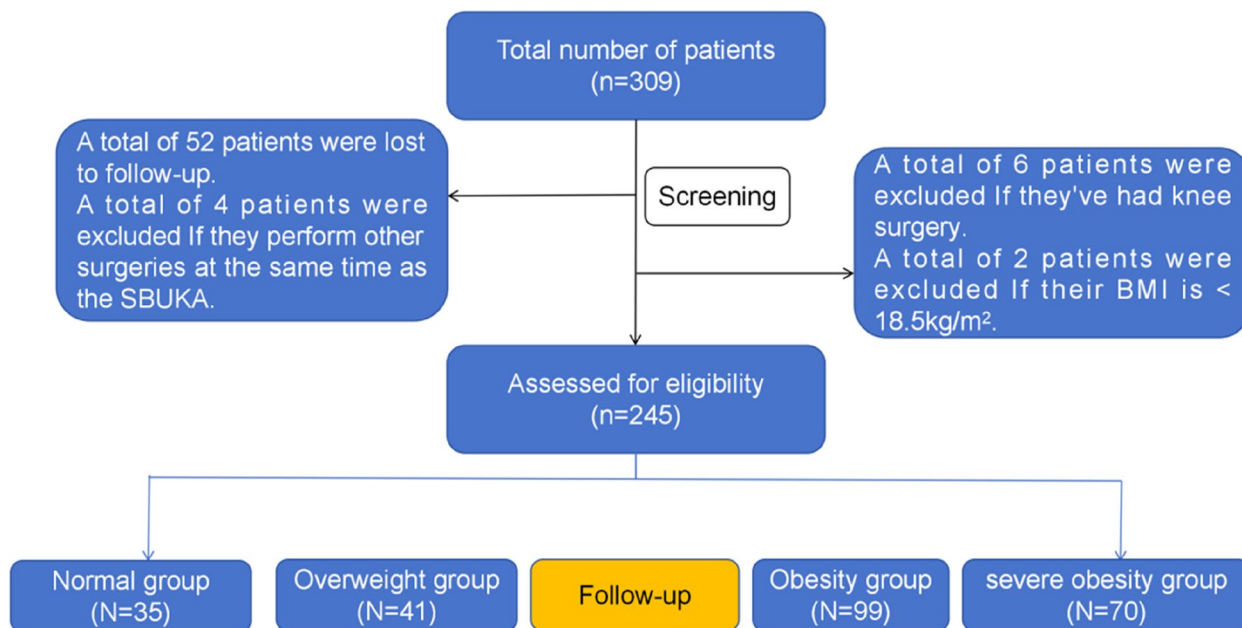 Total number of patients
(n=309)
A total of 52 patients were lost
to follow-up.
A total of 4 patients were
excluded If they perform other
surgeries at the same time as
the SBUKA.
Screening
A total of 6 patients were
excluded If they've had knee
surgery.
A total of 2 patients were
excluded If their BMI is <
18.5kg/m².
Assessed for eligibility
(n=245)
Normal group
(N=35)
Overweight group
(N=41)
Follow-up
Obesity group
(N=99)
severe obesity group
(N=70)